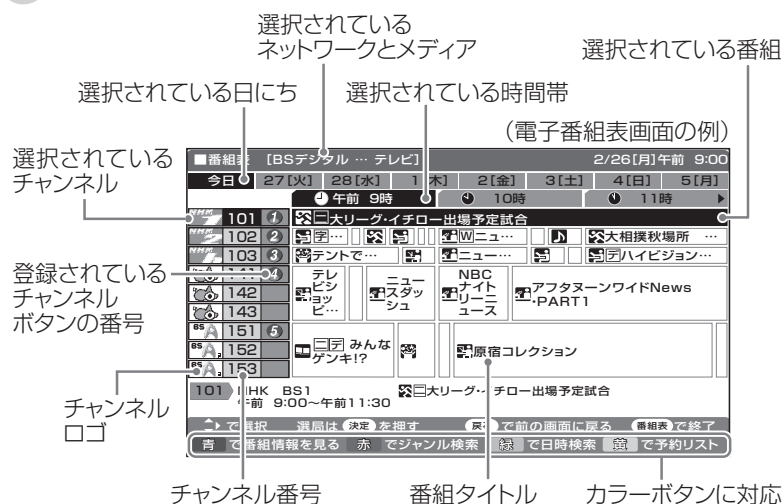 選択されている
ネットワークとメディア
選択されている番組
選択されている日にち
選択されている時間帯
(電子番組表画面の例)
選択されている
チャンネル
登録されている
チャンネル
ボタンの番号
チャンネル
ロゴ
■番組表 [BSデジタル … テレビ] 2/26[月]午前 9:00
今日 27[火] 28[水] 1[木] 2[金] 3[土] 4[日] 5[月]
午前 9時 10時 11時
101 1 二大リーグ・イチロー出場予定試合
102 2 字… Wニュ… 大相撲秋場所 …
103 3 テントで… ニュー… デハイビジョン…
141 4 テレビショッピ… ニュースダッシュ NBCナイトリーニュース アフタヌーンワイドNews・PART1
142
143
BS 151 5
BS 152 二デ みんなゲンキ!? 原宿コレクション
BS 153
101 NHK BS1 二大リーグ・イチロー出場予定試合
午前 9:00～午前11:30
で選択 選局は 決定 を押す 戻る で前の画面に戻る 番組表 で終了
青 で番組情報を見る 赤 でジャンル検索 緑 で日時検索 黄 で予約リスト
チャンネル番号
番組タイトル
カラーボタンに対応